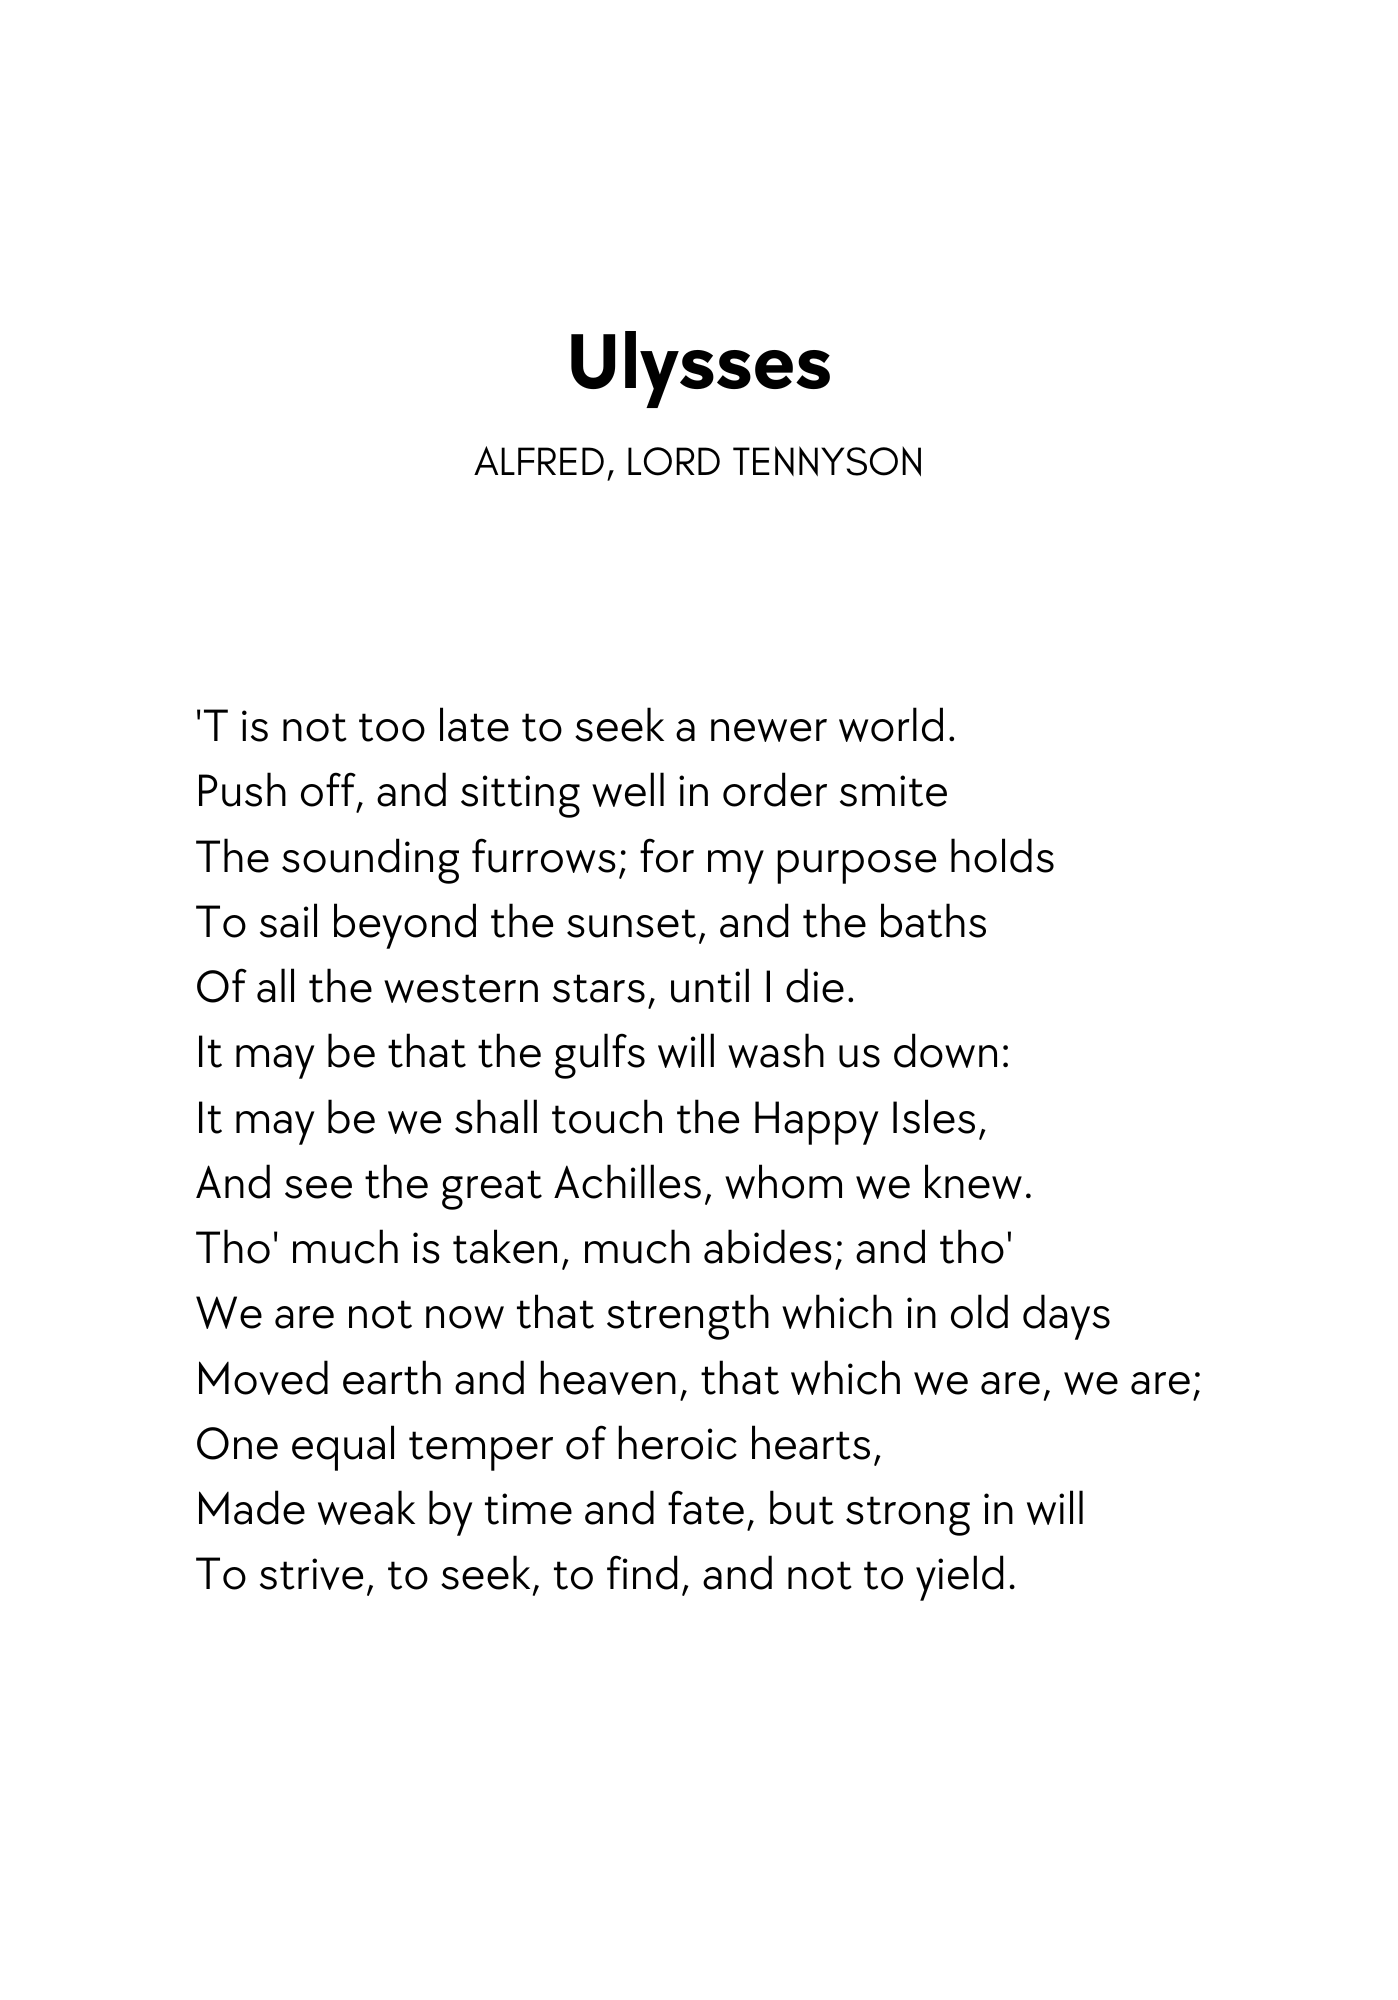 Ulysses
ALFRED, LORD TENNYSON
'T is not too late to seek a newer world.
Push off, and sitting well in order smite
The sounding furrows; for my purpose holds
To sail beyond the sunset, and the baths
Of all the western stars, until I die.
It may be that the gulfs will wash us down:
It may be we shall touch the Happy Isles,
And see the great Achilles, whom we knew.
Tho' much is taken, much abides; and tho'
We are not now that strength which in old days
Moved earth and heaven, that which we are, we are;
One equal temper of heroic hearts,
Made weak by time and fate, but strong in will
To strive, to seek, to find, and not to yield.